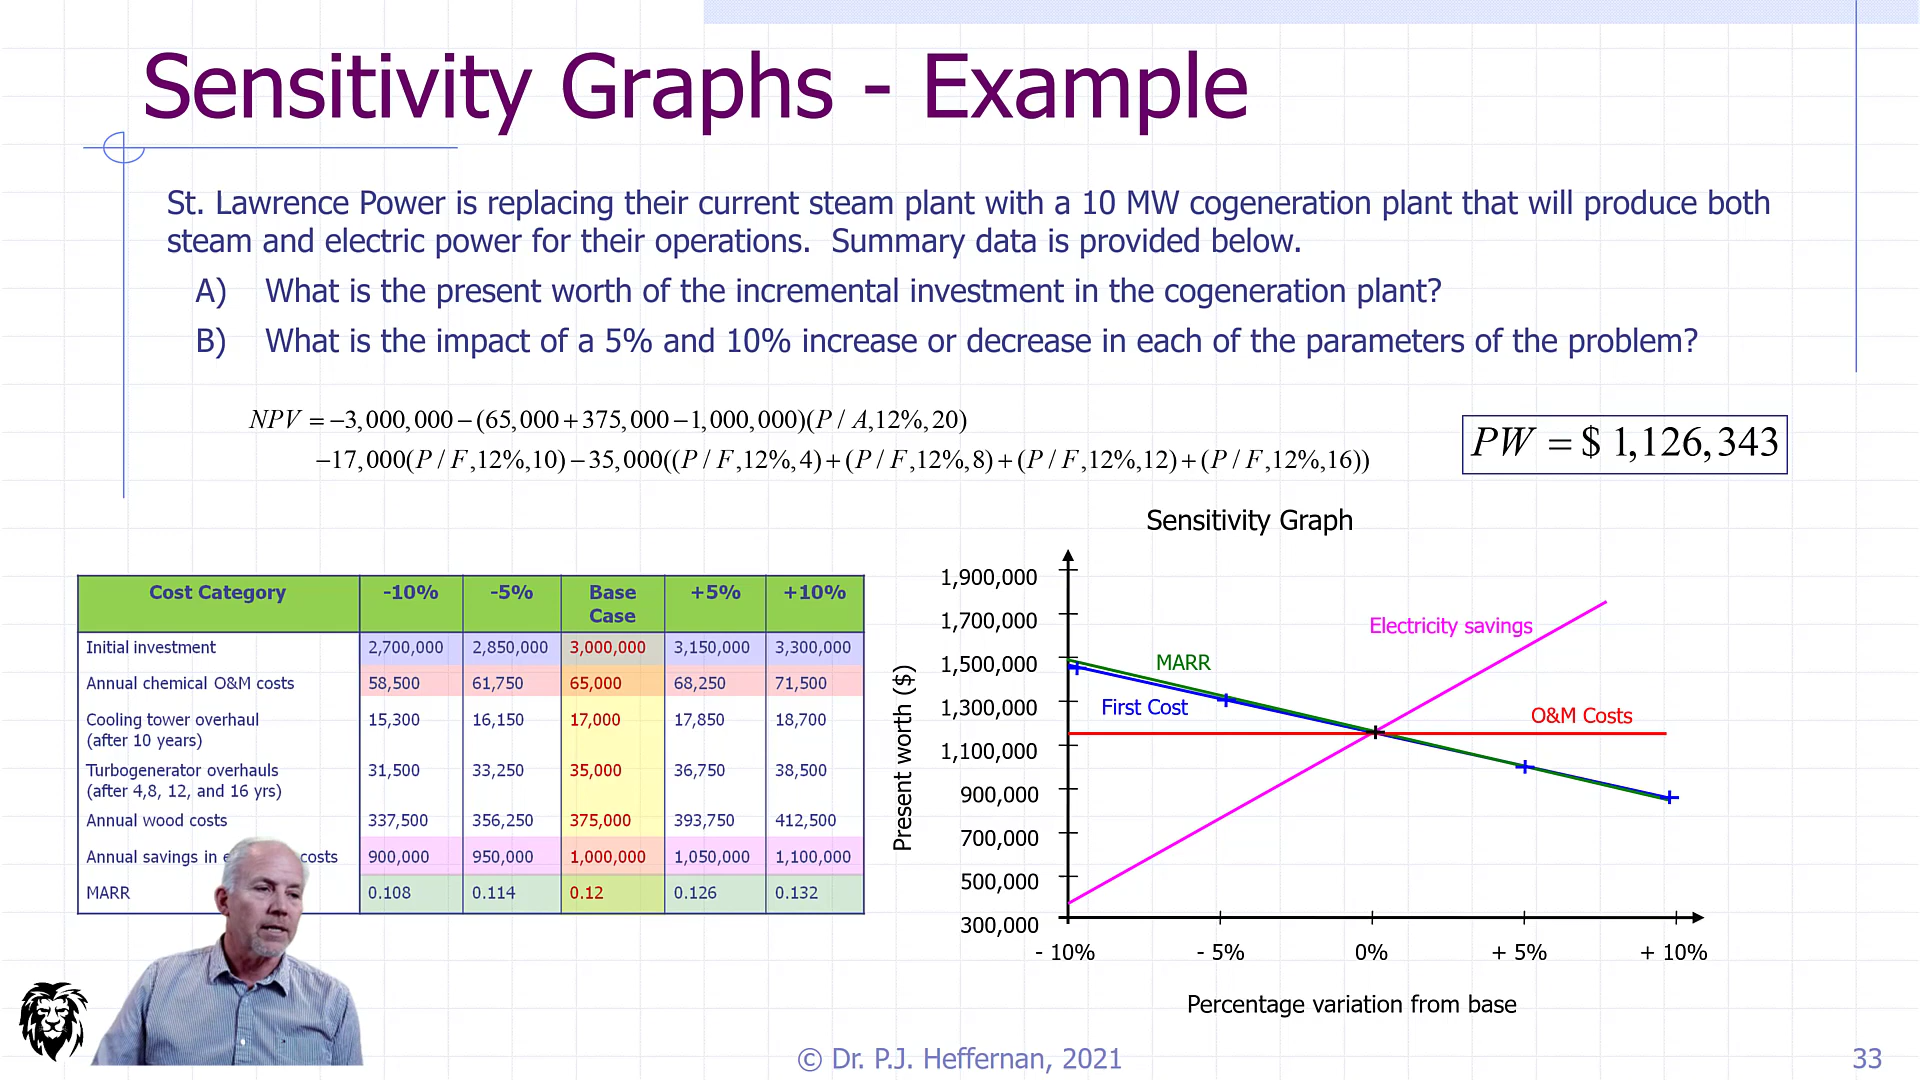 Sensitivity Graphs - Example
St. Lawrence Power is replacing their current steam plant with a 10 MW cogeneration plant that will produce both
steam and electric power for their operations. Summary data is provided below.
A) What is the present worth of the incremental investment in the cogeneration plant?
B) What is the impact of a 5% and 10% increase or decrease in each of the parameters of the problem?
NPV = −3,000,000 − (65,000 + 375,000 − 1,000,000)(P / A,12%, 20)
−17,000(P / F,12%,10) − 35,000((P / F,12%, 4) + (P / F,12%,8) + (P / F,12%,12) + (P / F,12%,16))
PW = $ 1,126,343
Cost Category -10% -5% Base Case +5% +10%
Initial investment 2,700,000 2,850,000 3,000,000 3,150,000 3,300,000
Annual chemical O&M costs 58,500 61,750 65,000 68,250 71,500
Cooling tower overhaul 15,300 16,150 17,000 17,850 18,700
(after 10 years)
Turbogenerator overhauls 31,500 33,250 35,000 36,750 38,500
(after 4,8, 12, and 16 yrs)
Annual wood costs 337,500 356,250 375,000 393,750 412,500
Annual savings in costs 900,000 950,000 1,000,000 1,050,000 1,100,000
MARR 0.108 0.114 0.12 0.126 0.132
Sensitivity Graph
Present worth ($)
1,900,000
1,700,000
1,500,000
1,300,000
1,100,000
900,000
700,000
500,000
300,000
Electricity savings
MARR
First Cost
O&M Costs
- 10% - 5% 0% + 5% + 10%
Percentage variation from base
© Dr. P.J. Heffernan, 2021
33